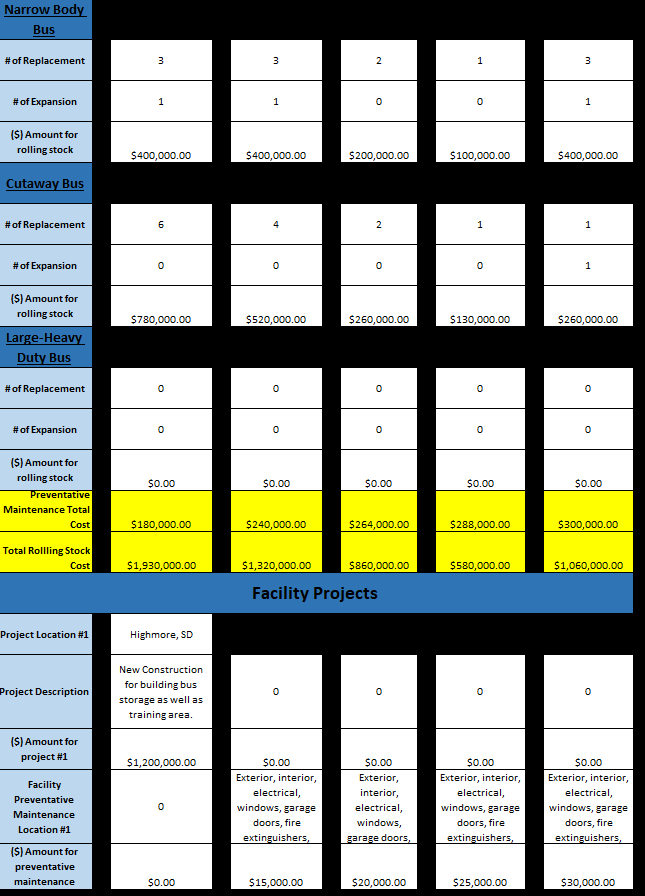 Narrow Body
Bus
# of Replacement 3 3 2 1 3
# of Expansion 1 1 0 0 1
($) Amount for
rolling stock $400,000.00 $400,000.00 $200,000.00 $100,000.00 $400,000.00
Cutaway Bus
# of Replacement 6 4 2 1 1
# of Expansion 0 0 0 0 1
($) Amount for
rolling stock $780,000.00 $520,000.00 $260,000.00 $130,000.00 $260,000.00
Large-Heavy
Duty Bus
# of Replacement 0 0 0 0 0
# of Expansion 0 0 0 0 0
($) Amount for
rolling stock $0.00 $0.00 $0.00 $0.00 $0.00
Preventative
Maintenance Total
Cost $180,000.00 $240,000.00 $264,000.00 $288,000.00 $300,000.00
Total Rollling Stock
Cost $1,930,000.00 $1,320,000.00 $860,000.00 $580,000.00 $1,060,000.00
Facility Projects
Project Location #1 Highmore, SD
Project Description
New Construction
for building bus
storage as well as
training area.
0 0 0 0
($) Amount for
project #1 $1,200,000.00 $0.00 $0.00 $0.00 $0.00
Facility
Preventative
Maintenance
Location #1
0
Exterior, interior,
electrical,
windows, garage
doors, fire
extinguishers,
Exterior,
interior,
electrical,
windows,
garage doors,
Exterior, interior,
electrical,
windows, garage
doors, fire
extinguishers,
Exterior, interior,
electrical,
windows, garage
doors, fire
extinguishers,
($) Amount for
preventative
maintenance $0.00 $15,000.00 $20,000.00 $25,000.00 $30,000.00